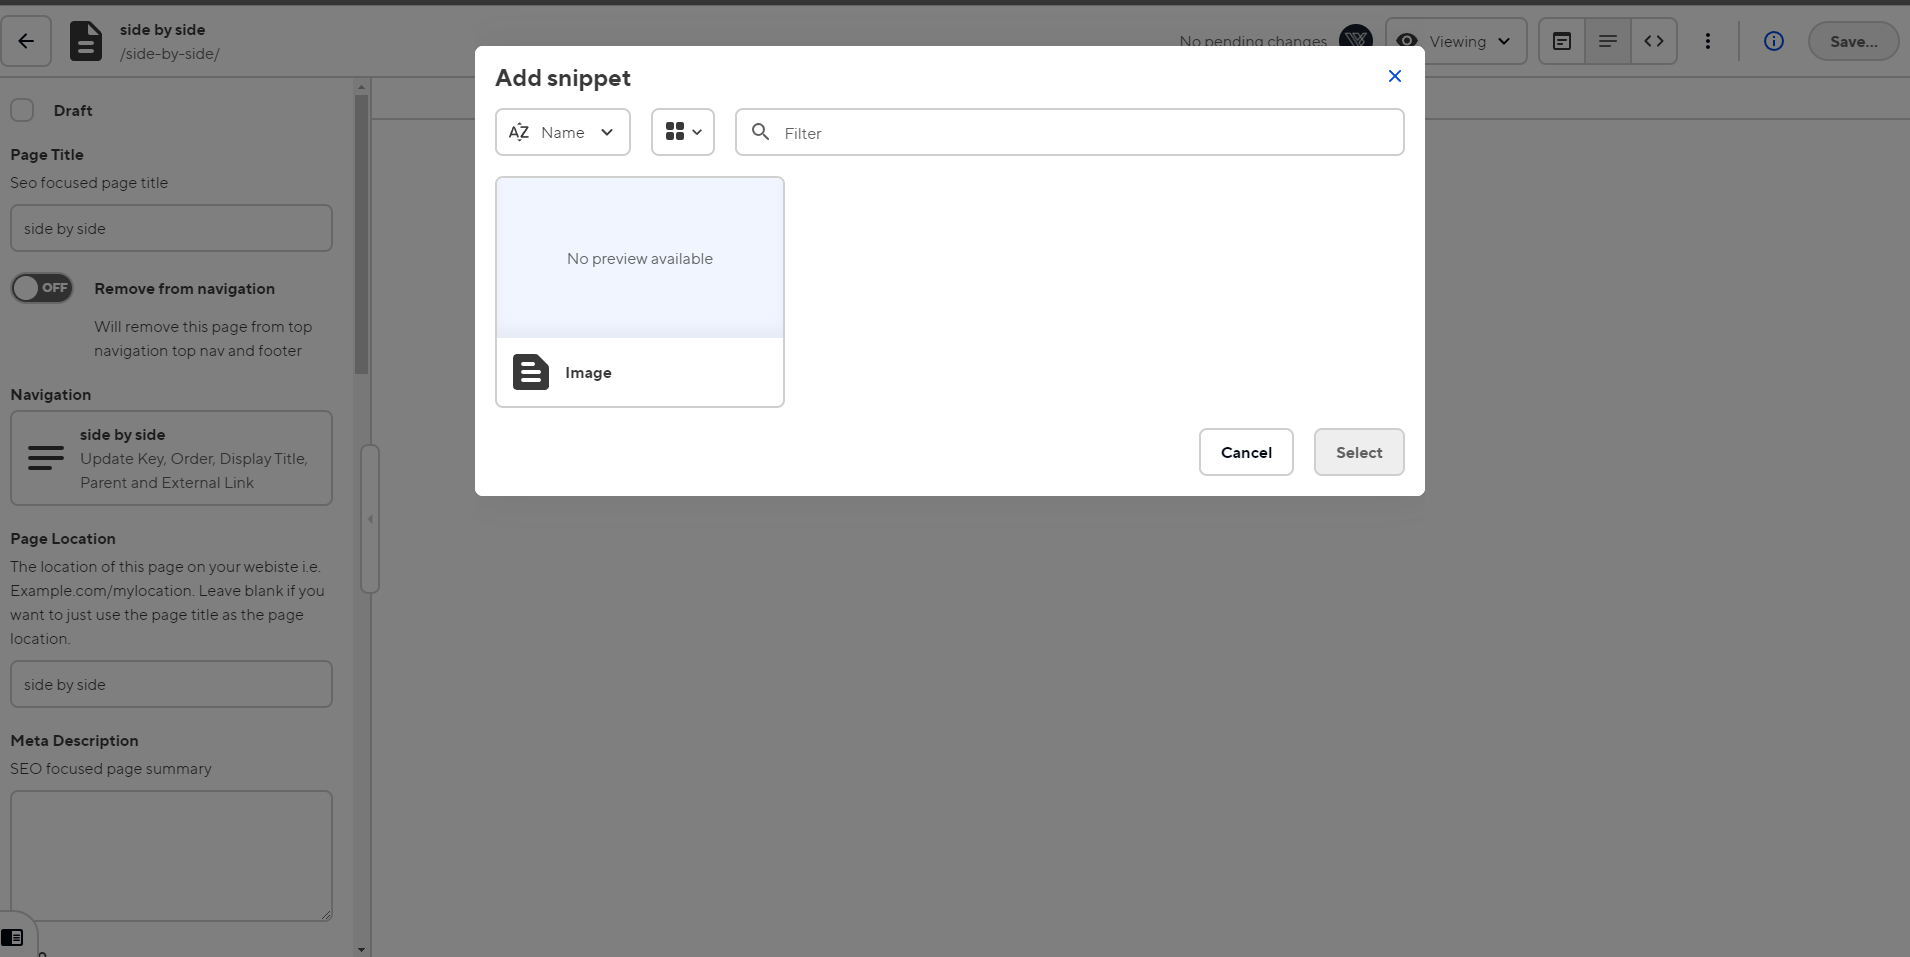 side by side
/side-by-side/
No pending changes
Viewing
Save...
Draft
Page Title
Seo focused page title
side by side
OFF
Remove from navigation
Will remove this page from top
navigation top nav and footer
Navigation
side by side
Update Key, Order, Display Title,
Parent and External Link
Page Location
The location of this page on your webiste i.e.
Example.com/mylocation. Leave blank if you
want to just use the page title as the page
location.
side by side
Meta Description
SEO focused page summary
Add snippet
AZ Name
Filter
No preview available
Image
Cancel
Select